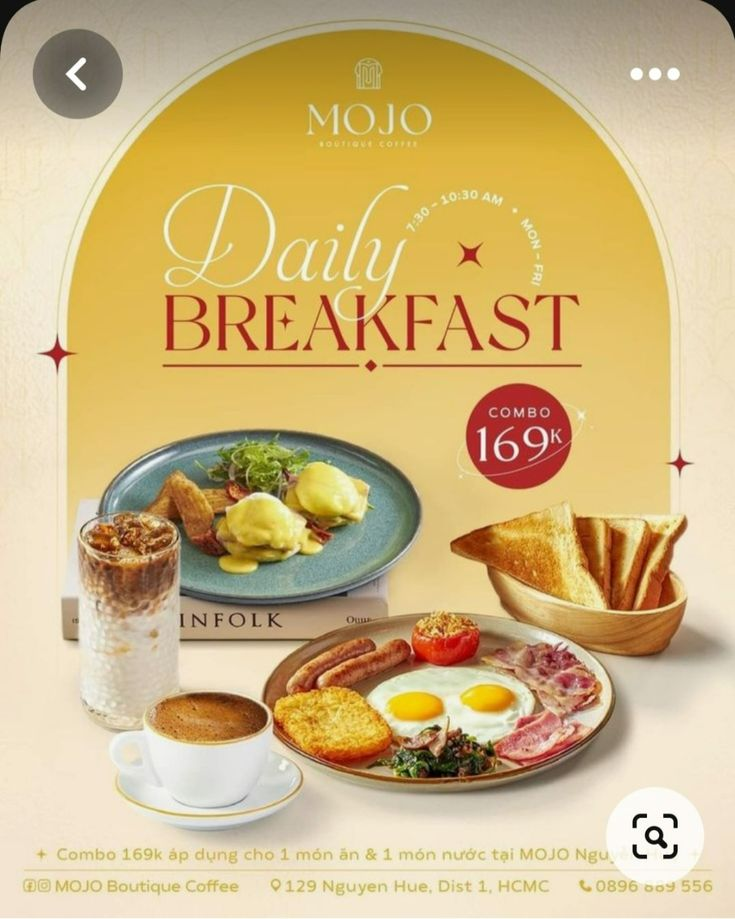 MOJO
BOUTIQUE COFFEE
Daily
7:30 - 10:30 AM ✦ MON - FRI
BREAKFAST
COMBO
169K
INFOLK
✦ Combo 169k áp dụng cho 1 món ăn & 1 món nước tại MOJO
MOJO Boutique Coffee 129 Nguyen Hue, Dist 1, HCMC 0896 889 556